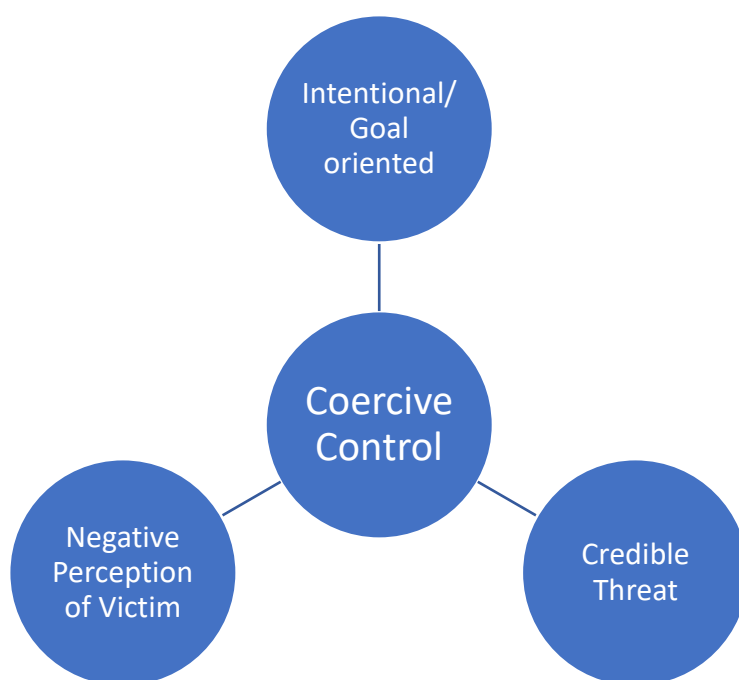 Intentional/
Goal
oriented
Coercive
Control
Negative
Perception
of Victim
Credible
Threat